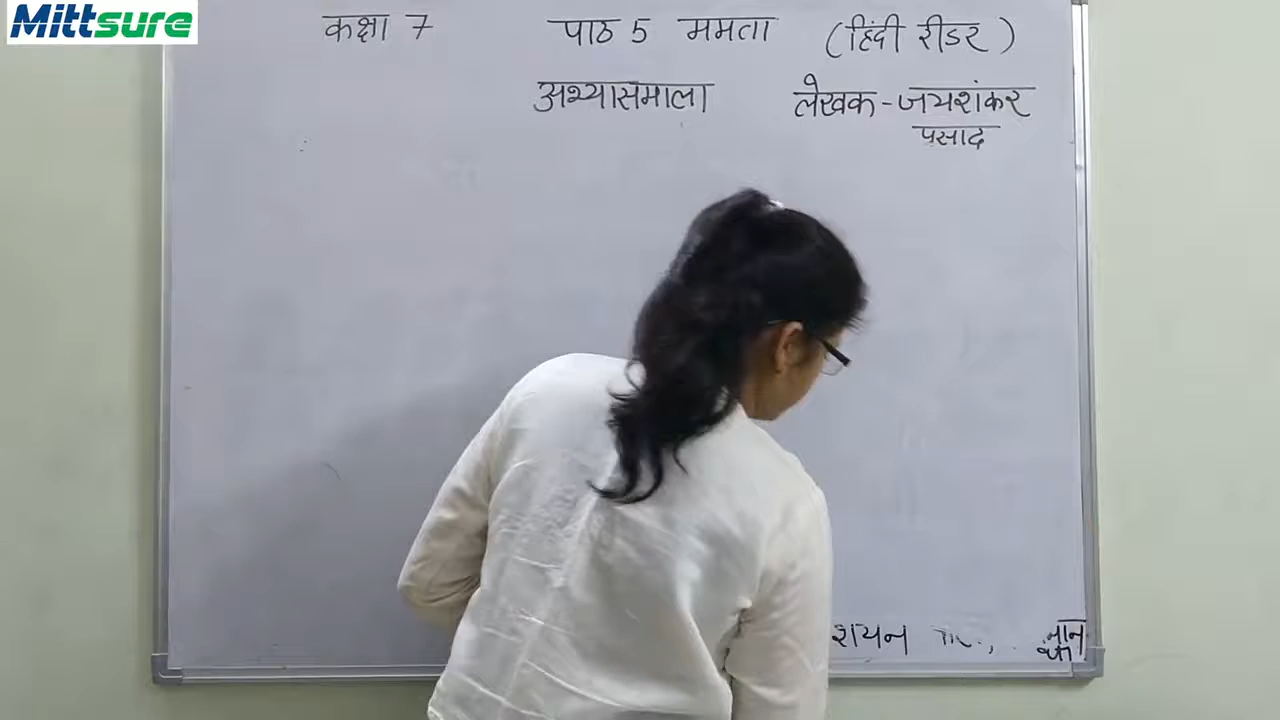 Mittsure
कक्षा 7 पाठ 5 ममता (हिंदी रीडर)
अभ्यासमाला लेखक - जयशंकर
प्रसाद
शयन